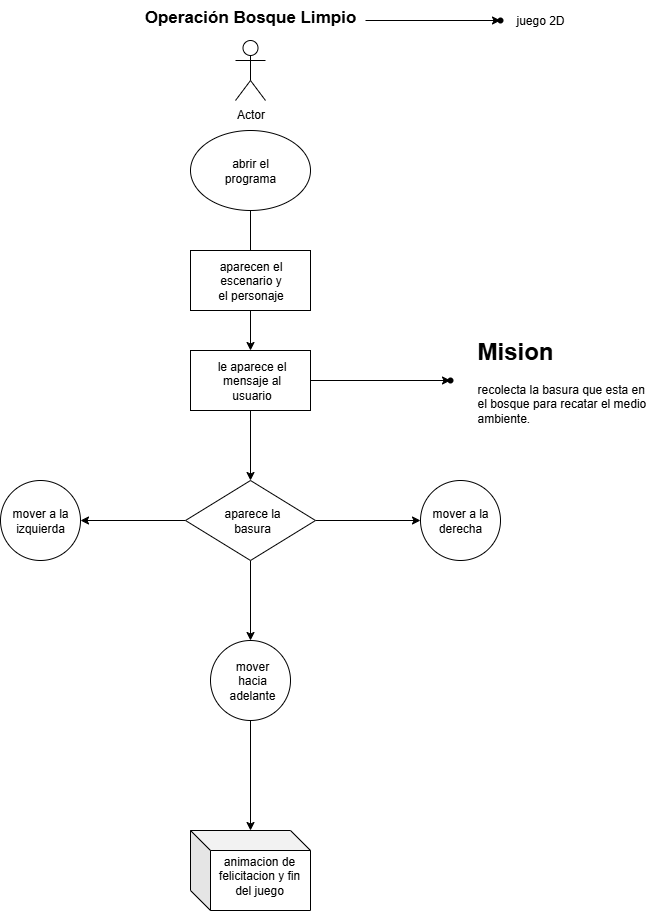 Operación Bosque Limpio
juego 2D
Actor
abrir el
programa
aparecen el
escenario y
el personaje
le aparece el
mensaje al
usuario
Mision
recolecta la basura que esta en
el bosque para recatar el medio
ambiente.
mover a la
izquierda
aparece la
basura
mover a la
derecha
mover
hacia
adelante
animacion de
felicitacion y fin
del juego